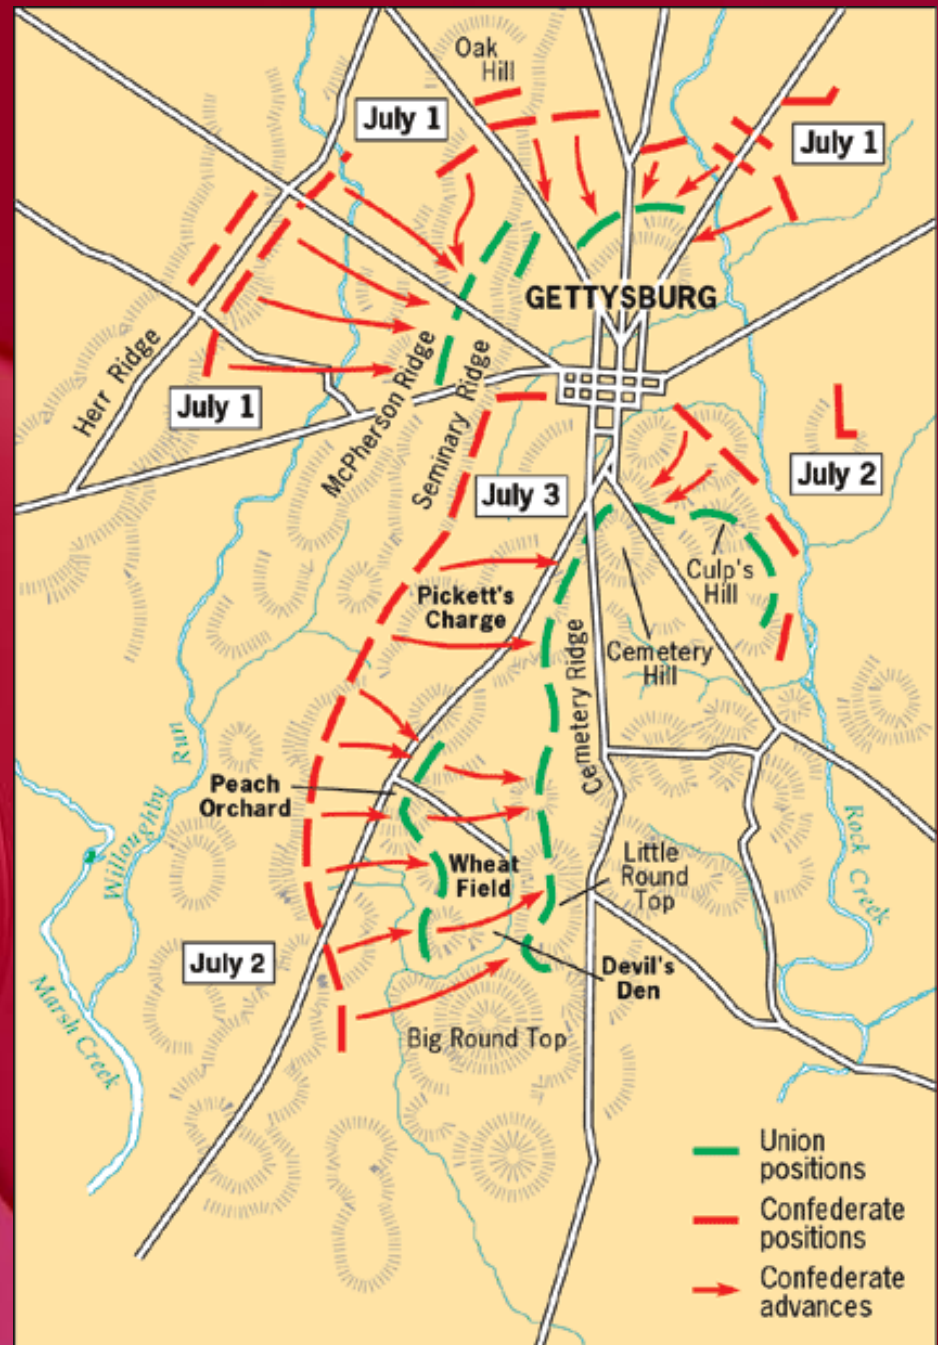 Oak
Hill
July 1
July 1
GETTYSBURG
Herr Ridge
McPherson Ridge
Seminary Ridge
July 1
July 2
July 3
Culp's
Hill
Pickett's
Charge
Cemetery
Hill
Cemetery Ridge
Willoughby Run
Peach
Orchard
Rock Creek
Wheat
Field
Little
Round
Top
July 2
Devil's
Den
Marsh Creek
Big Round Top
Union
positions
Confederate
positions
Confederate
advances